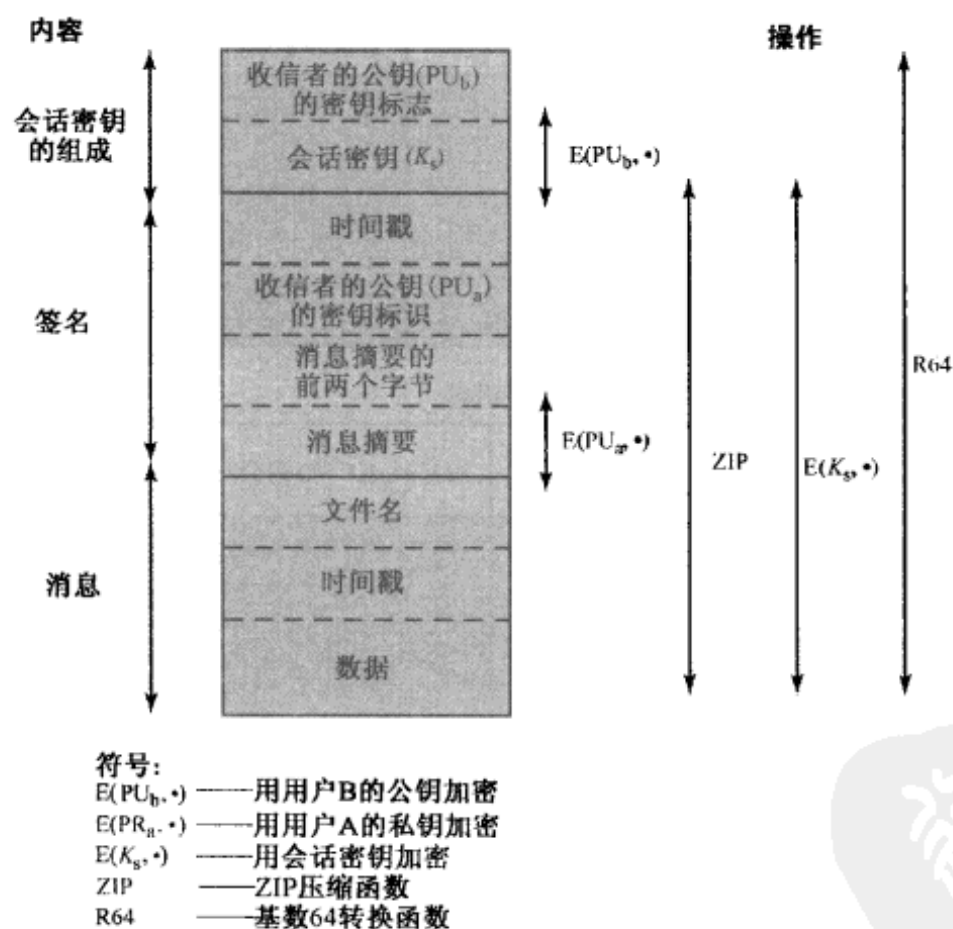 内容
操作
会话密钥
的组成
收信者的公钥(PUb)
的密钥标志
会话密钥(Ks)
E(PUb, •)
签名
时间戳
收信者的公钥(PUa)
的密钥标识
消息摘要的
前两个字节
消息摘要
E(PUa, •)
ZIP
E(Ks, •)
R64
消息
文件名
时间戳
数据
符号:
E(PUb, •) ——用用户B的公钥加密
E(PRa, •) ——用用户A的私钥加密
E(Ks, •) ——用会话密钥加密
ZIP ——ZIP压缩函数
R64 ——基数64转换函数